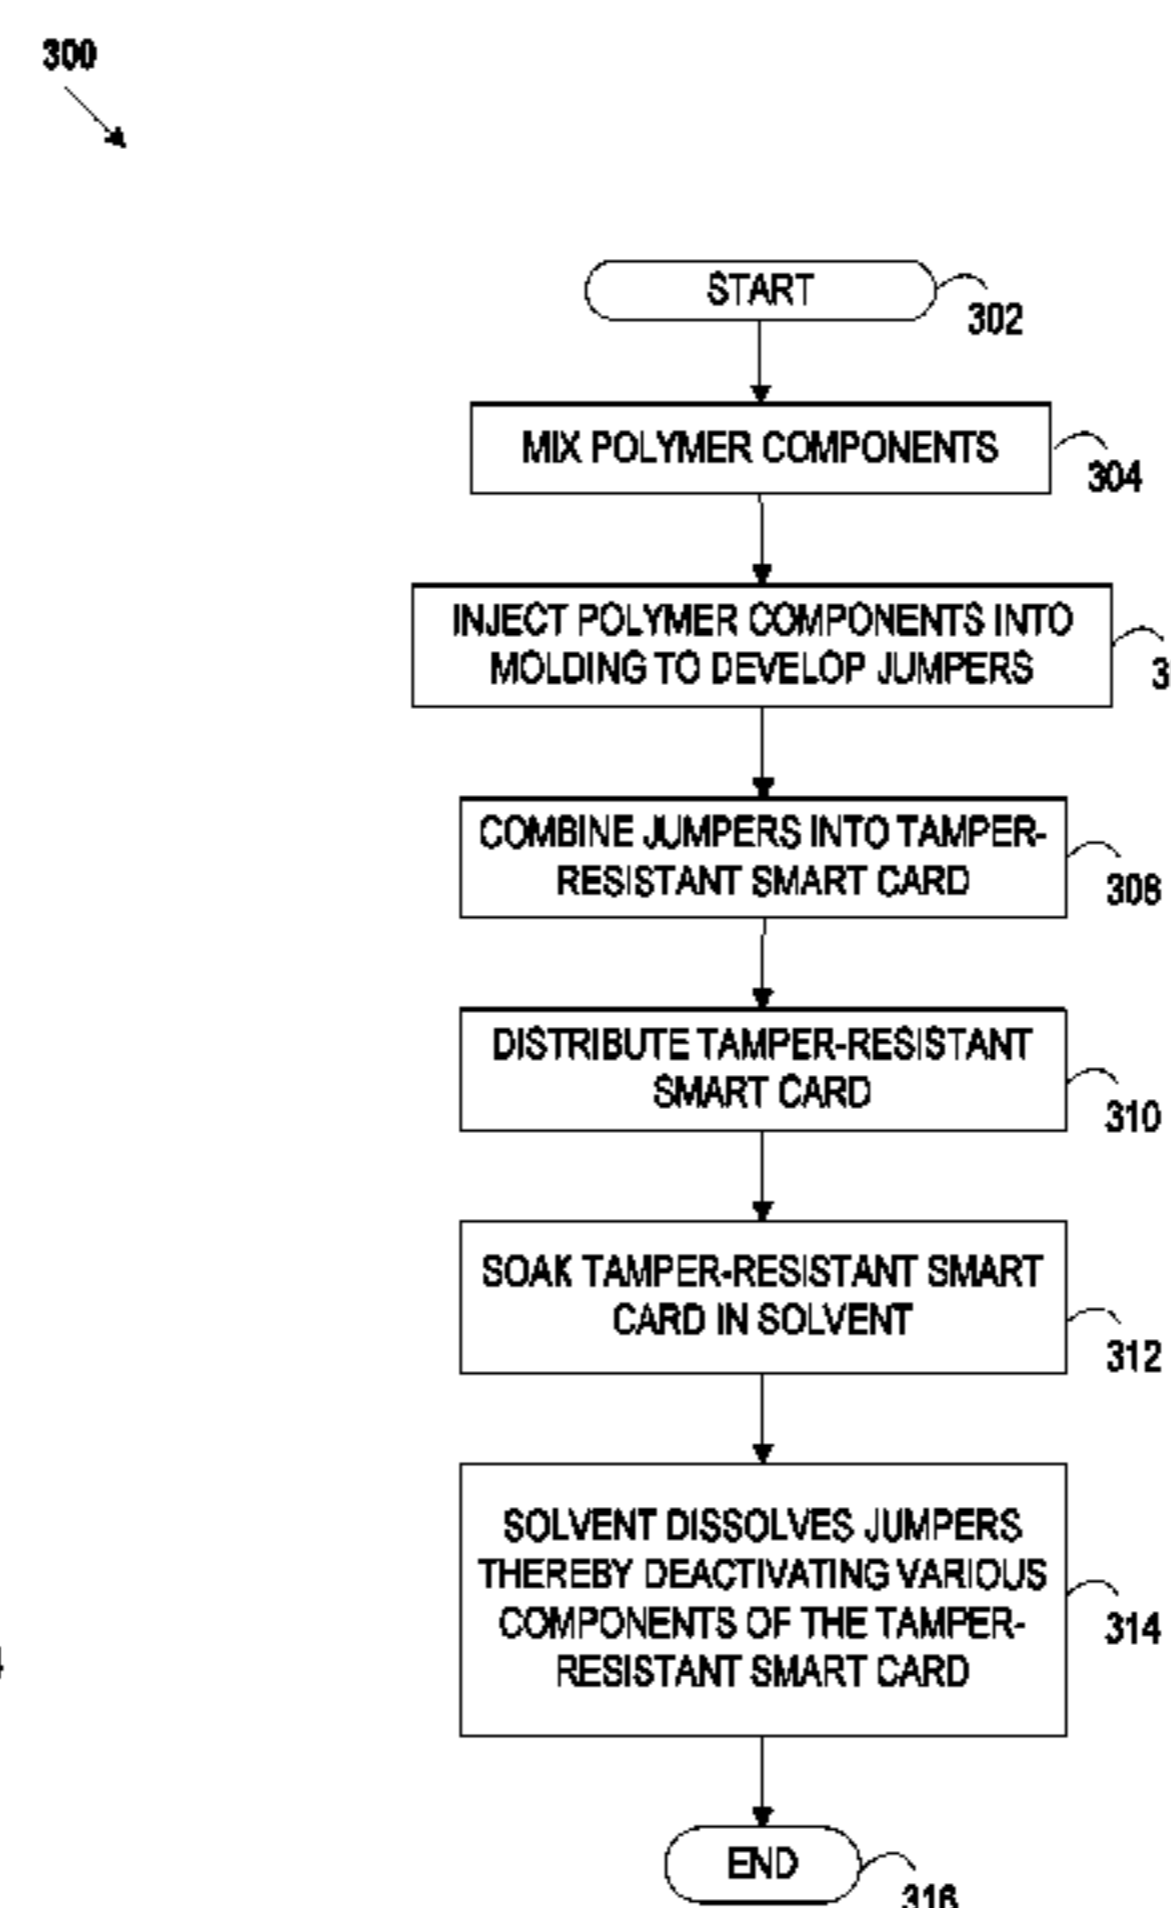 300
START
302
MIX POLYMER COMPONENTS
304
INJECT POLYMER COMPONENTS INTO
MOLDING TO DEVELOP JUMPERS
3
COMBINE JUMPERS INTO TAMPER-
RESISTANT SMART CARD
308
DISTRIBUTE TAMPER-RESISTANT
SMART CARD
310
SOAK TAMPER-RESISTANT SMART
CARD IN SOLVENT
312
SOLVENT DISSOLVES JUMPERS
THEREBY DEACTIVATING VARIOUS
COMPONENTS OF THE TAMPER-
RESISTANT SMART CARD
314
END
316